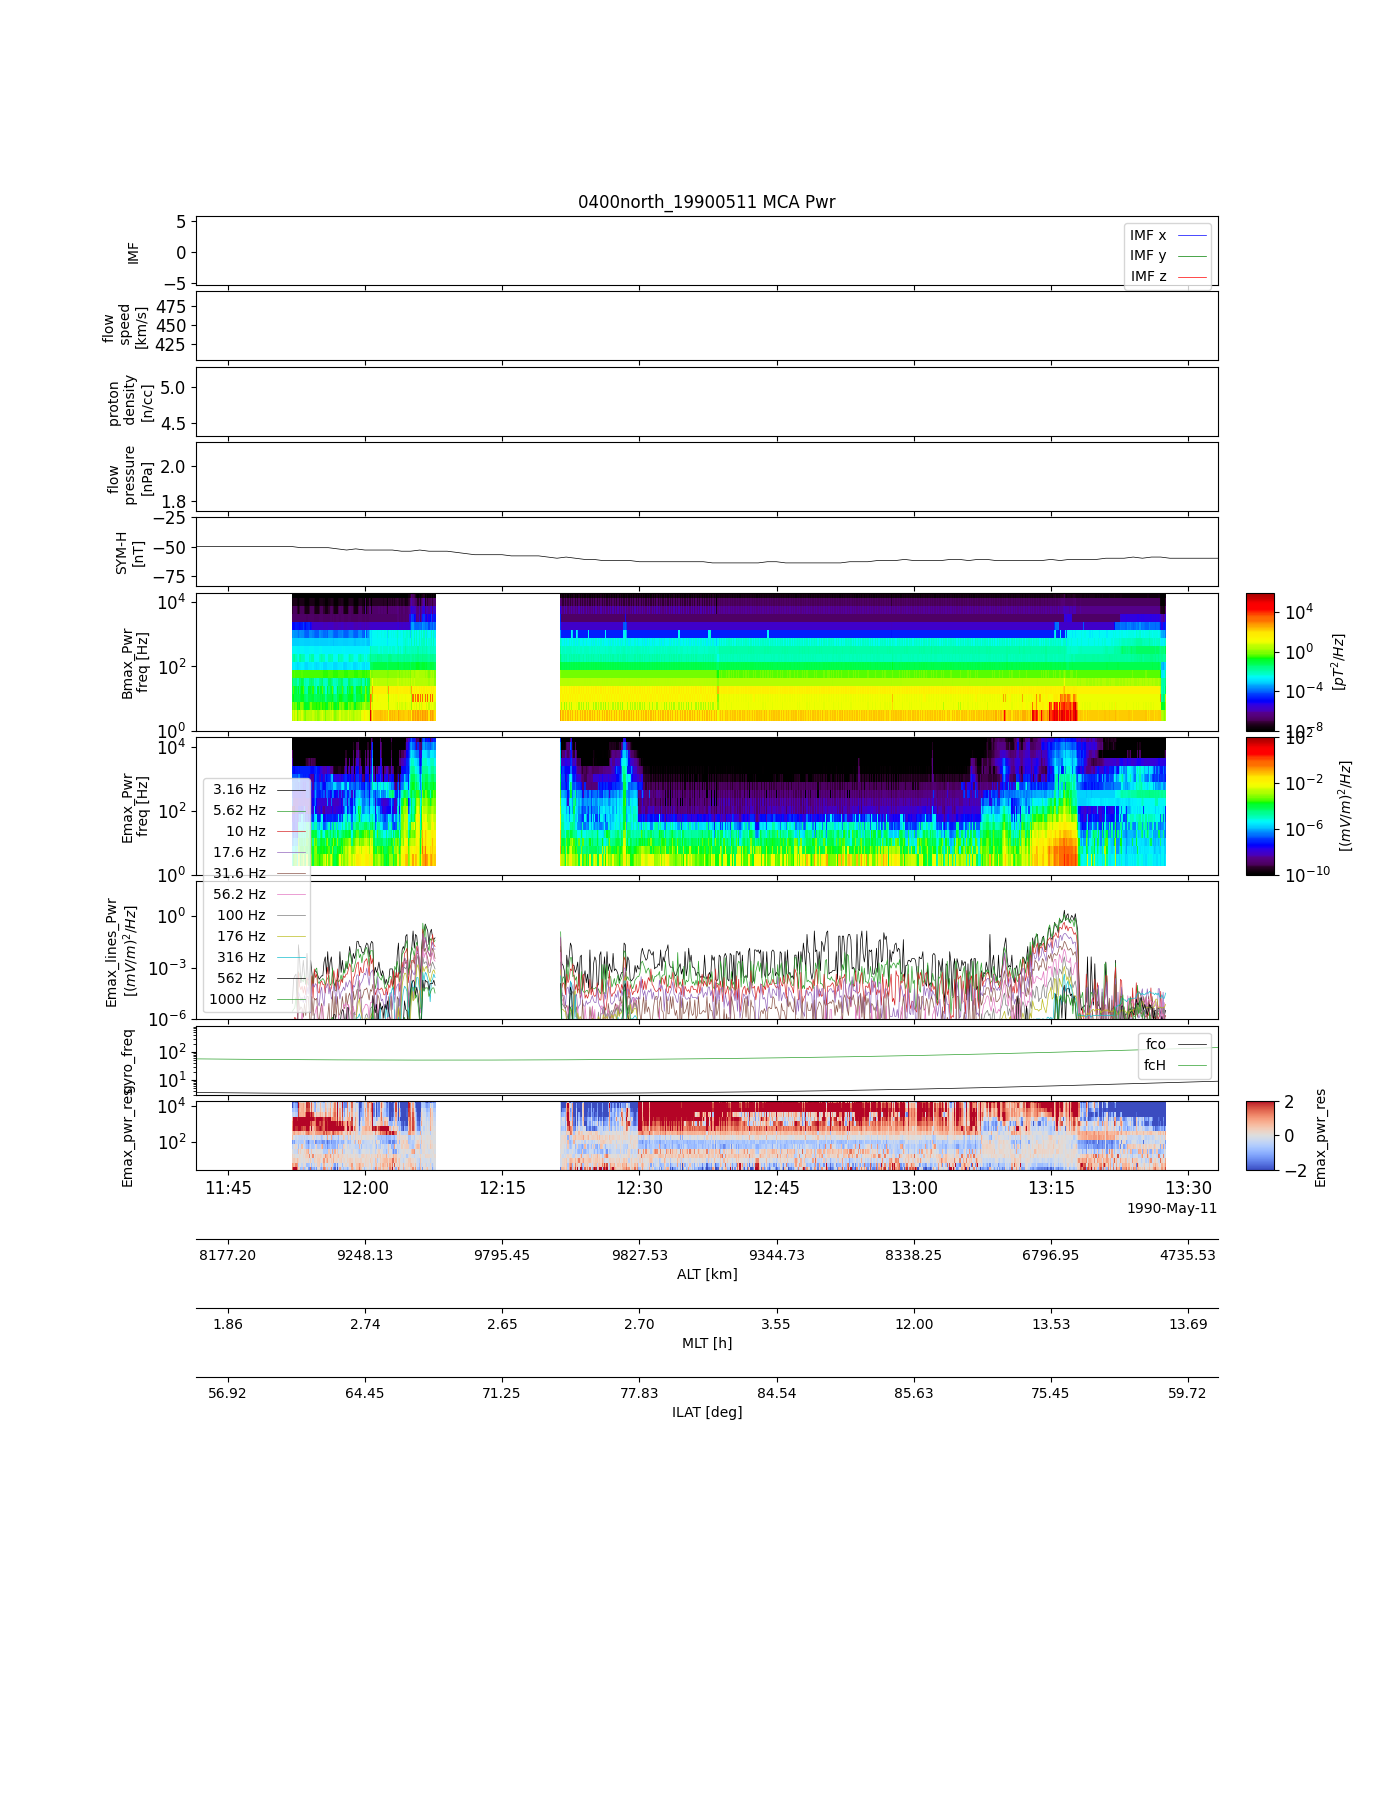 0400north_19900511 MCA Pwr
5
0
−5
IMF
IMF x
IMF y
IMF z
475
450
425
flow
speed
[km/s]
5.0
4.5
proton
density
[n/cc]
2.0
1.8
flow
pressure
[nPa]
−25
−50
−75
SYM-H
[nT]
10^4
10^2
10^0
Bmax_Pwr
freq [Hz]
10^4
10^0
10^−4
10^−8
[pT^2/Hz]
10^4
10^2
10^0
Emax_Pwr
freq [Hz]
10^2
10^−2
10^−6
10^−10
[(mV/m)^2/Hz]
3.16 Hz
5.62 Hz
10 Hz
17.6 Hz
31.6 Hz
56.2 Hz
100 Hz
176 Hz
316 Hz
562 Hz
1000 Hz
10^0
10^−3
10^−6
Emax_lines_Pwr
[(mV/m)^2/Hz]
10^2
10^1
gyro_freq
fco
fcH
10^4
10^2
Emax_pwr_res
2
0
−2
Emax_pwr_res
11:45 12:00 12:15 12:30 12:45 13:00 13:15 13:30
1990-May-11
8177.20 9248.13 9795.45 9827.53 9344.73 8338.25 6796.95 4735.53
ALT [km]
1.86 2.74 2.65 2.70 3.55 12.00 13.53 13.69
MLT [h]
56.92 64.45 71.25 77.83 84.54 85.63 75.45 59.72
ILAT [deg]